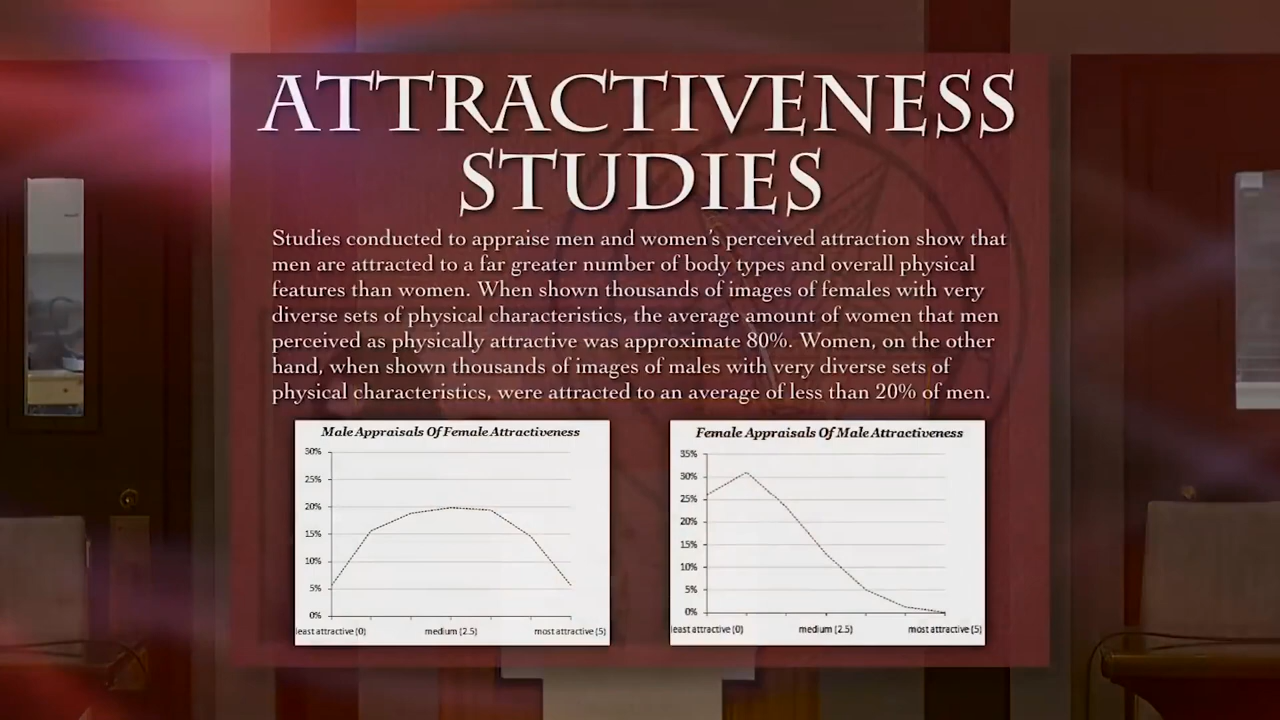 ATTRACTIVENESS
STUDIES
Studies conducted to appraise men and women's perceived attraction show that
men are attracted to a far greater number of body types and overall physical
features than women. When shown thousands of images of females with very
diverse sets of physical characteristics, the average amount of women that men
perceived as physically attractive was approximate 80%. Women, on the other
hand, when shown thousands of images of males with very diverse sets of
physical characteristics, were attracted to an average of less than 20% of men.
Male Appraisals Of Female Attractiveness
30%
25%
20%
15%
10%
5%
0%
least attractive (0) medium (2.5) most attractive (5)
Female Appraisals Of Male Attractiveness
35%
30%
25%
20%
15%
10%
5%
0%
least attractive (0) medium (2.5) most attractive (5)